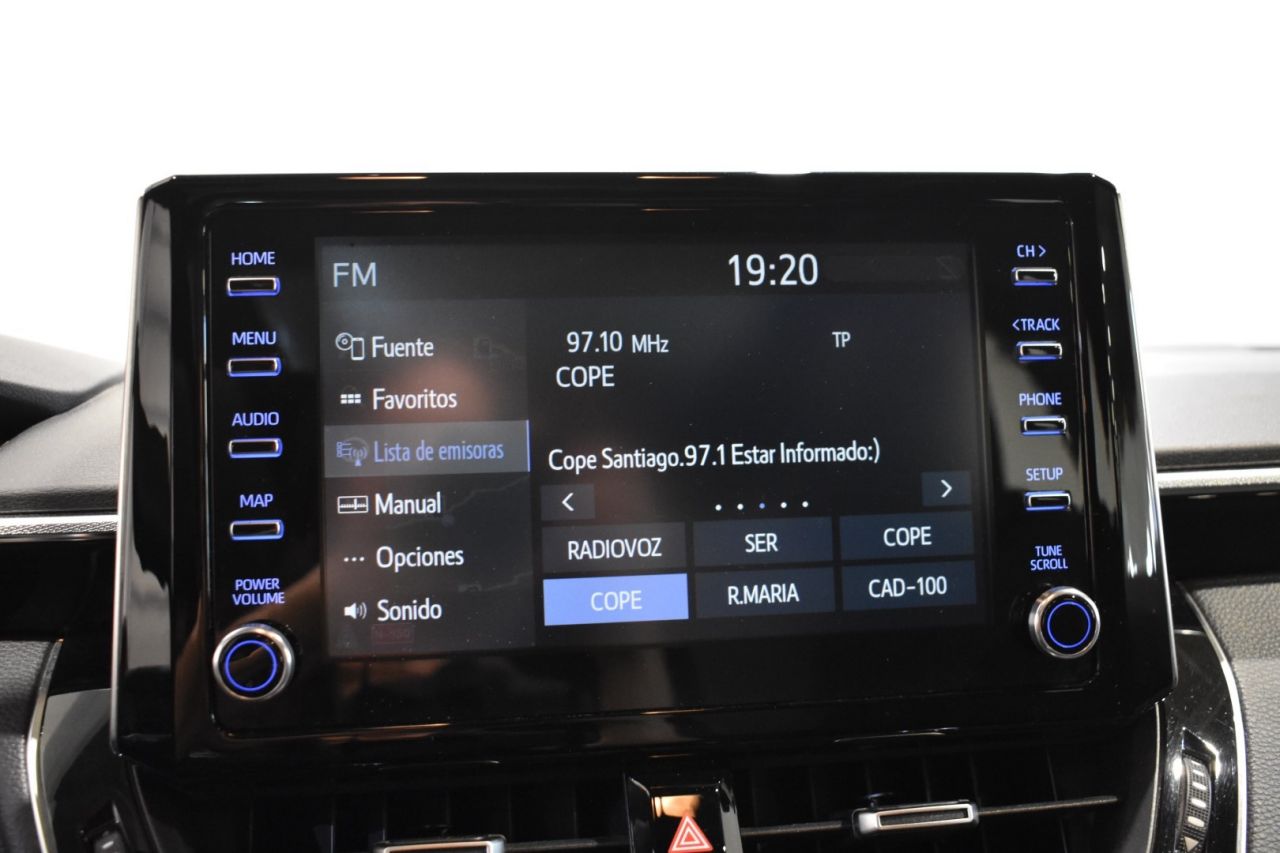 HOME
MENU
AUDIO
MAP
POWER
VOLUME
FM
19:20
Fuente
Favoritos
Lista de emisoras
Manual
Opciones
Sonido
97.10 MHz
TP
COPE
Cope Santiago.97.1 Estar Informado:)
<
>
RADIOVOZ
SER
COPE
COPE
R.MARIA
CAD-100
CH>
<TRACK
PHONE
SETUP
TUNE
SCROLL